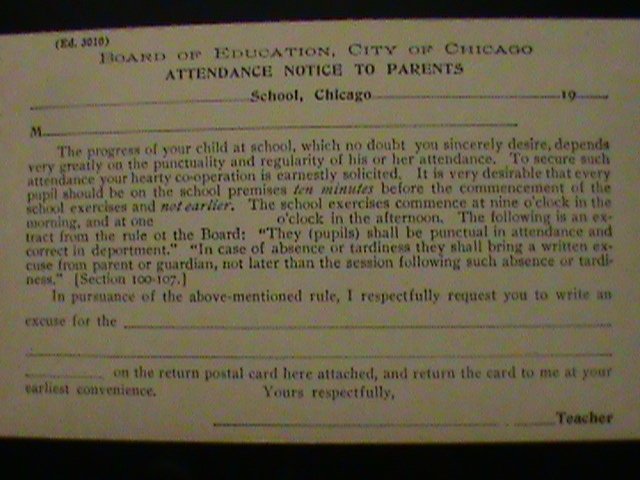 (Ed. 3010)
BOARD OF EDUCATION, CITY OF CHICAGO
ATTENDANCE NOTICE TO PARENTS
School, Chicago 19
M
The progress of your child at school, which no doubt you sincerely desire, depends
very greatly on the punctuality and regularity of his or her attendance. To secure such
attendance your hearty co-operation is earnestly solicited. It is very desirable that every
pupil should be on the school premises ten minutes before the commencement of the
school exercises and not earlier. The school exercises commence at nine o'clock in the
morning, and at one o'clock in the afternoon. The following is an ex-
tract from the rule of the Board: "They (pupils) shall be punctual in attendance and
correct in deportment." "In case of absence or tardiness they shall bring a written ex-
cuse from parent or guardian, not later than the session following such absence or tardi-
ness." [Section 100-107.]
In pursuance of the above-mentioned rule, I respectfully request you to write an
excuse for the
on the return postal card here attached, and return the card to me at your
earliest convenience. Yours respectfully,
Teacher